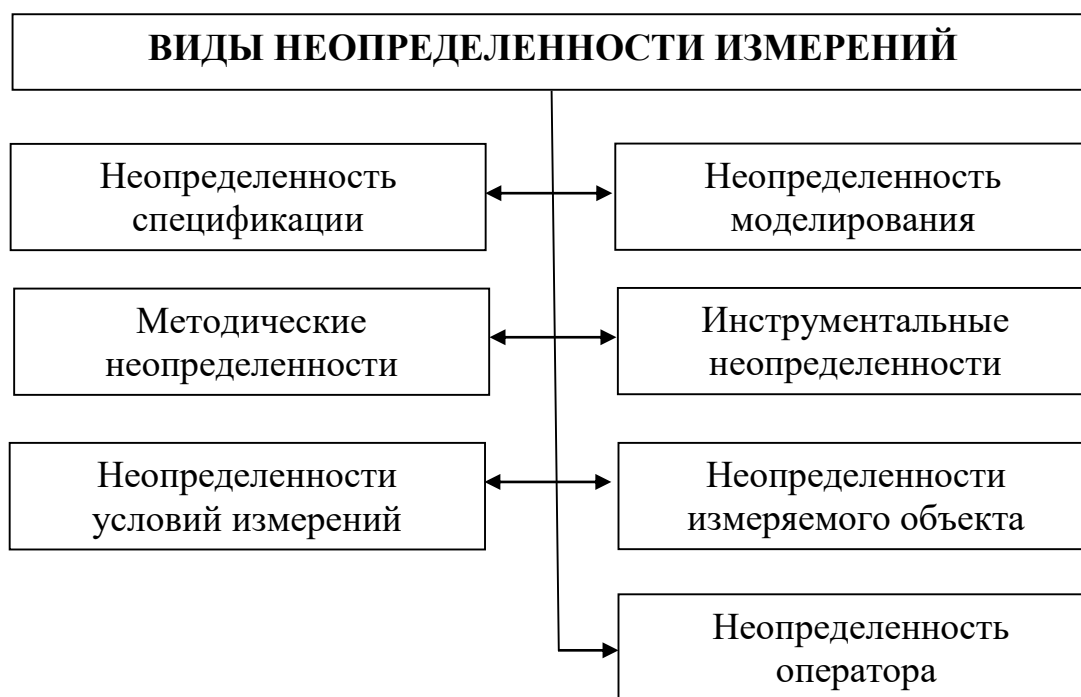 ВИДЫ НЕОПРЕДЕЛЕННОСТИ ИЗМЕРЕНИЙ
Неопределенность
спецификации
Неопределенность
моделирования
Методические
неопределенности
Инструментальные
неопределенности
Неопределенности
условий измерений
Неопределенности
измеряемого объекта
Неопределенность
оператора